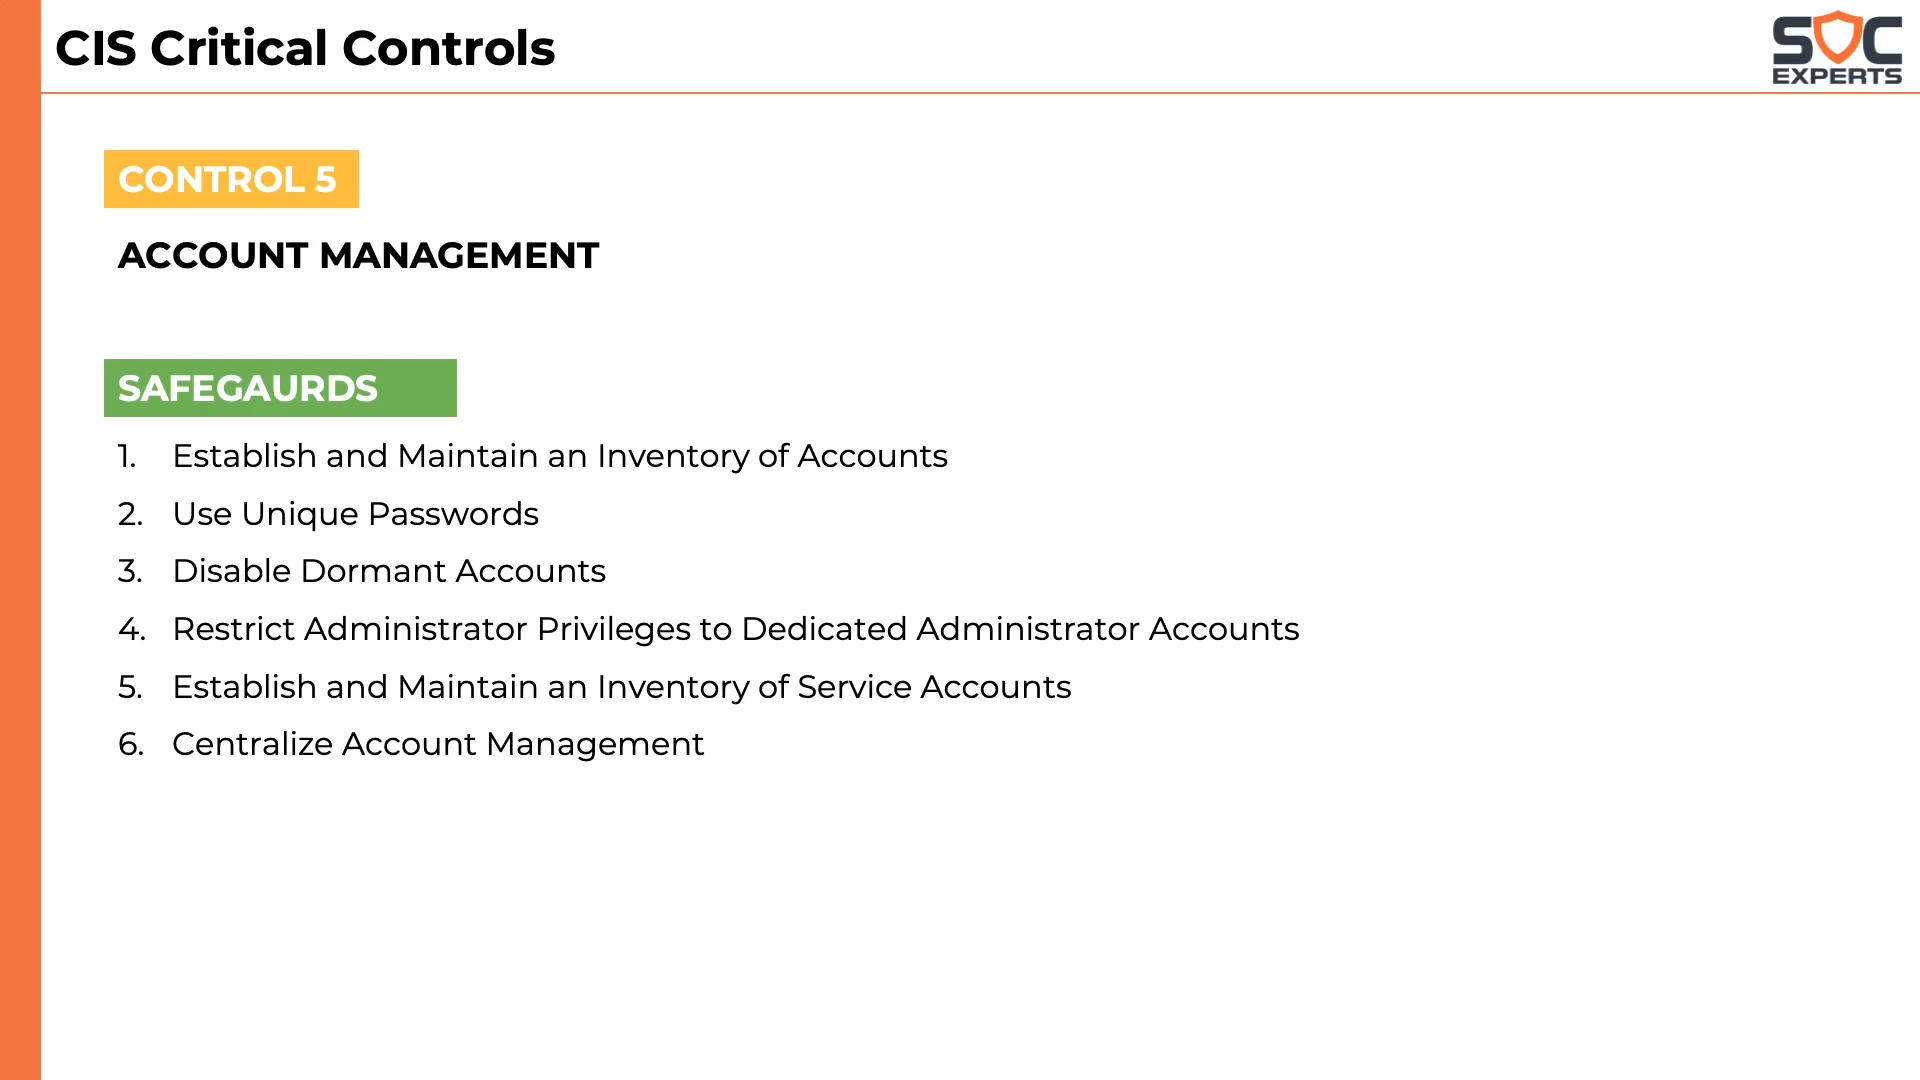 CIS Critical Controls
SOC
EXPERTS
CONTROL 5
ACCOUNT MANAGEMENT
SAFEGAURDS
1. Establish and Maintain an Inventory of Accounts
2. Use Unique Passwords
3. Disable Dormant Accounts
4. Restrict Administrator Privileges to Dedicated Administrator Accounts
5. Establish and Maintain an Inventory of Service Accounts
6. Centralize Account Management